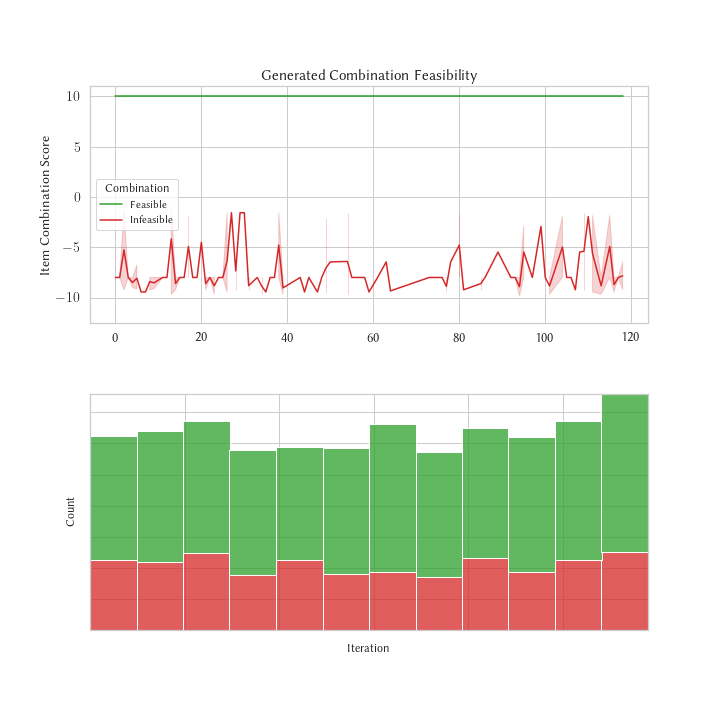 Generated Combination Feasibility
Item Combination Score
10
5
0
−5
−10
Combination
Feasible
Infeasible
0 20 40 60 80 100 120
Count
Iteration